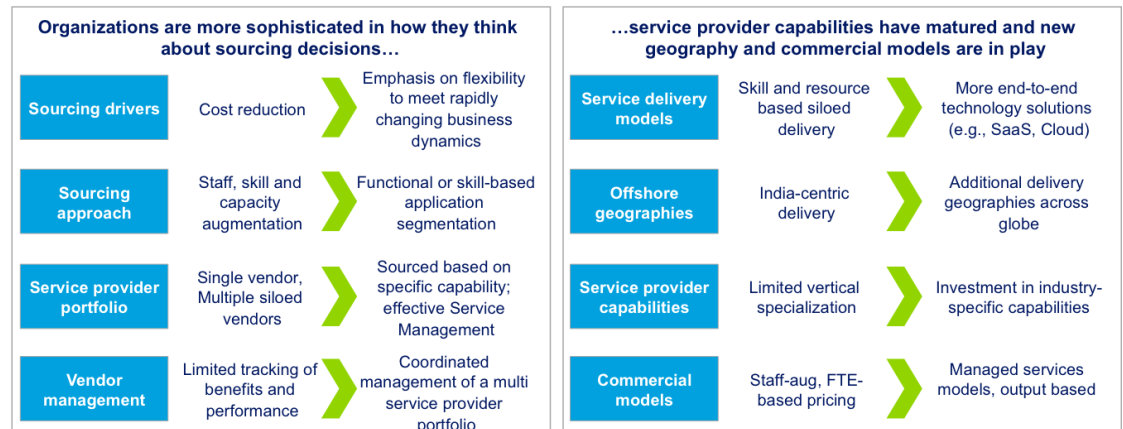 Organizations are more sophisticated in how they think
about sourcing decisions…
Sourcing drivers
Cost reduction
Emphasis on flexibility
to meet rapidly
changing business
dynamics
Sourcing
approach
Staff, skill and
capacity
augmentation
Functional or skill-based
application
segmentation
Service provider
portfolio
Single vendor,
Multiple siloed
vendors
Sourced based on
specific capability;
effective Service
Management
Vendor
management
Limited tracking of
benefits and
performance
Coordinated
management of a multi
service provider
portfolio
…service provider capabilities have matured and new
geography and commercial models are in play
Service delivery
models
Skill and resource
based siloed
delivery
More end-to-end
technology solutions
(e.g., SaaS, Cloud)
Offshore
geographies
India-centric
delivery
Additional delivery
geographies across
globe
Service provider
capabilities
Limited vertical
specialization
Investment in industry-
specific capabilities
Commercial
models
Staff-aug, FTE-
based pricing
Managed services
models, output based